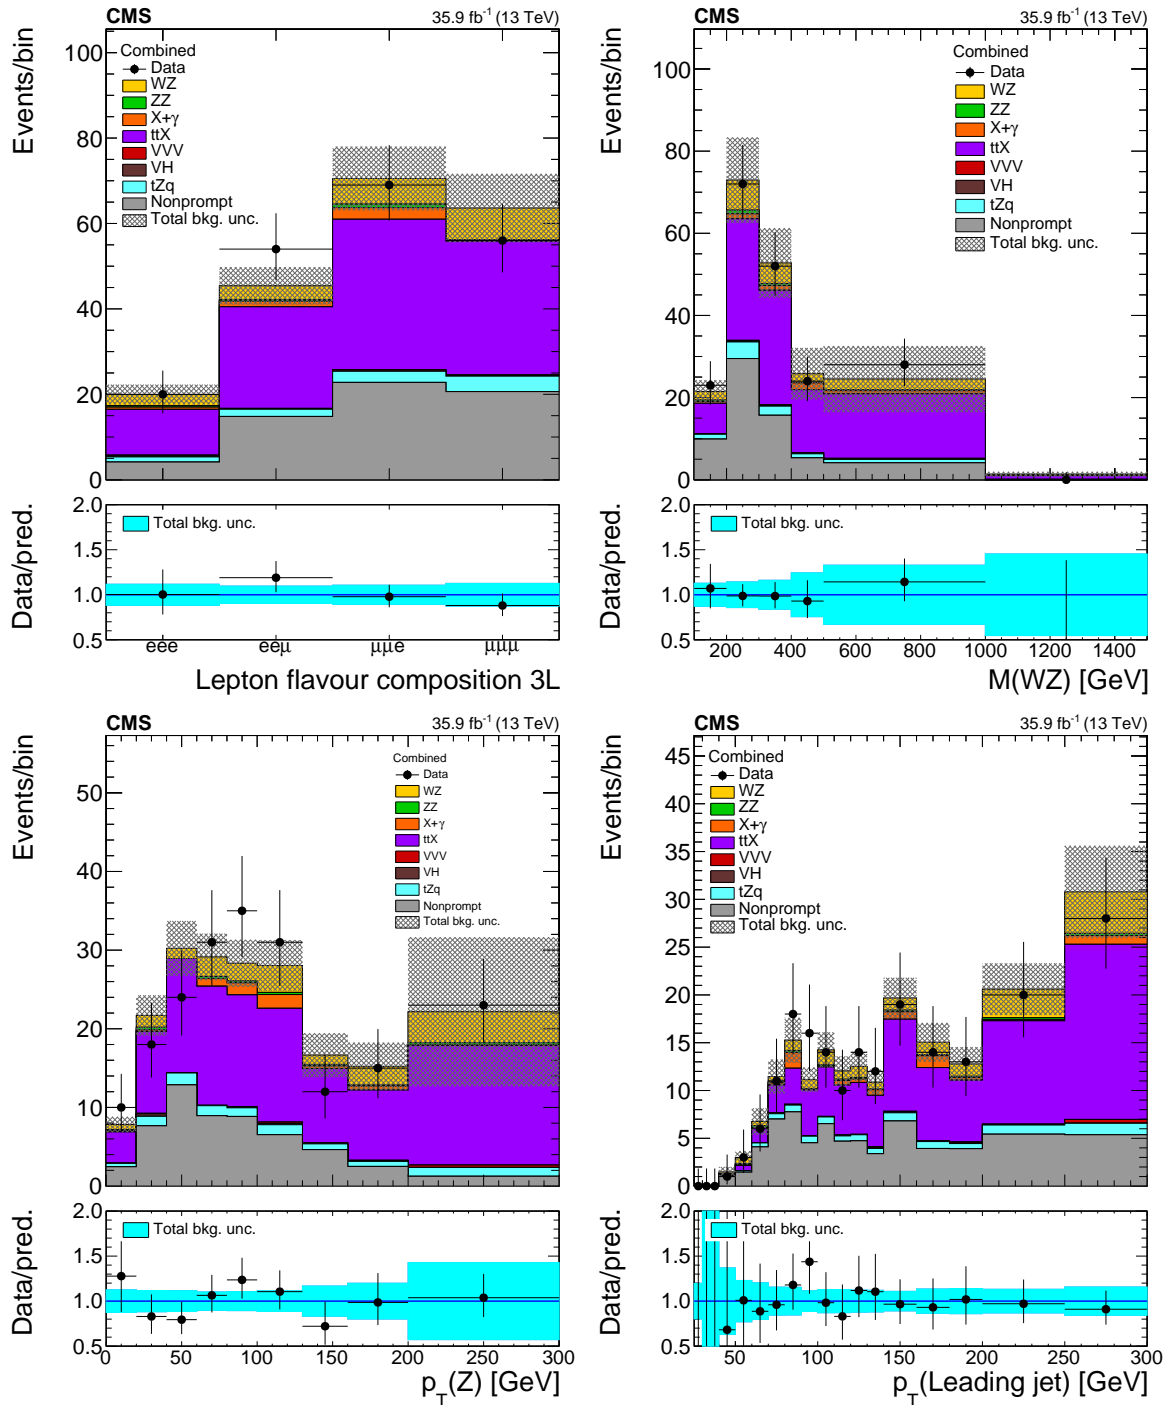 CMS 35.9 fb⁻¹ (13 TeV)
Events/bin
100
80
60
40
20
0
Combined
Data
WZ
ZZ
X+γ
ttX
VVV
VH
tZq
Nonprompt
Total bkg. unc.
Data/pred.
2.0
1.5
1.0
0.5
Total bkg. unc.
eee eeμ μμe μμμ
Lepton flavour composition 3L
CMS 35.9 fb⁻¹ (13 TeV)
Events/bin
100
80
60
40
20
0
Combined
Data
WZ
ZZ
X+γ
ttX
VVV
VH
tZq
Nonprompt
Total bkg. unc.
Data/pred.
2.0
1.5
1.0
0.5
Total bkg. unc.
200 400 600 800 1000 1200 1400
M(WZ) [GeV]
CMS 35.9 fb⁻¹ (13 TeV)
Events/bin
50
40
30
20
10
0
Combined
Data
WZ
ZZ
X+γ
ttX
VVV
VH
tZq
Nonprompt
Total bkg. unc.
Data/pred.
2.0
1.5
1.0
0.5
Total bkg. unc.
0 50 100 150 200 250 300
p_T(Z) [GeV]
CMS 35.9 fb⁻¹ (13 TeV)
Events/bin
45
40
35
30
25
20
15
10
5
0
Combined
Data
WZ
ZZ
X+γ
ttX
VVV
VH
tZq
Nonprompt
Total bkg. unc.
Data/pred.
2.0
1.5
1.0
0.5
Total bkg. unc.
50 100 150 200 250 300
p_T(Leading jet) [GeV]